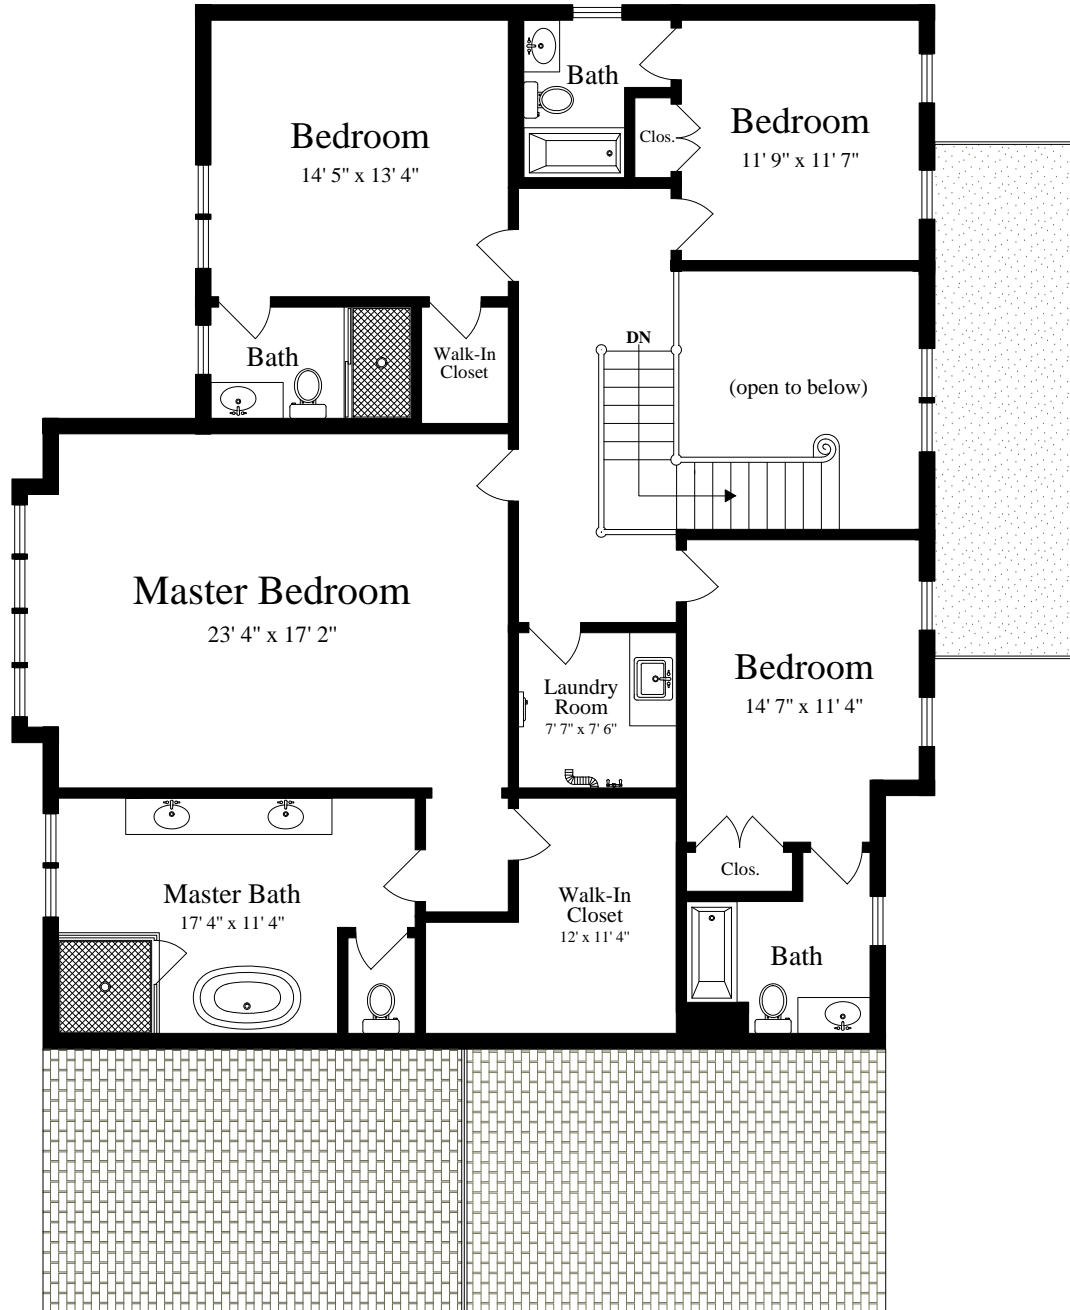 Bath
Bedroom
14' 5" x 13' 4"
Clos.
Bedroom
11' 9" x 11' 7"
DN
Bath
Walk-In
Closet
(open to below)
Master Bedroom
23' 4" x 17' 2"
Laundry
Room
7' 7" x 7' 6"
Bedroom
14' 7" x 11' 4"
Clos.
Master Bath
17' 4" x 11' 4"
Walk-In
Closet
12' x 11' 4"
Bath